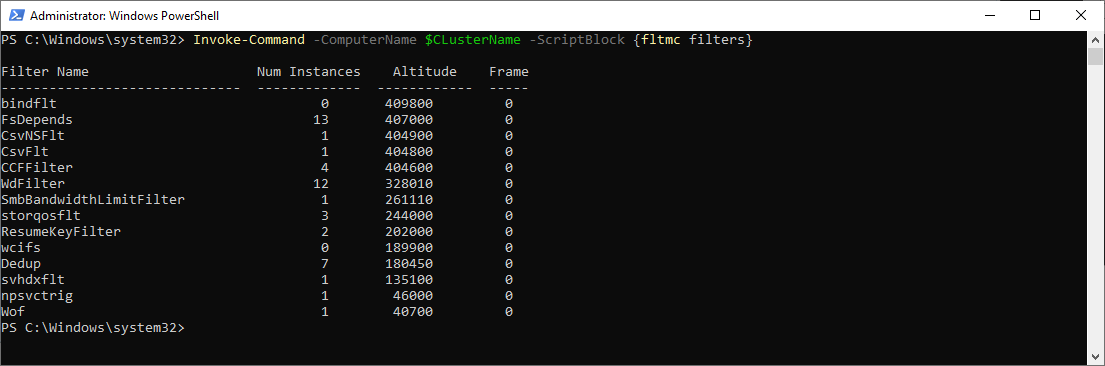 Administrator: Windows PowerShell
PS C:\Windows\system32> Invoke-Command -ComputerName $CLusterName -ScriptBlock {fltmc filters}
Filter Name                     Num Instances    Altitude    Frame
------------------------------  -------------  ------------  -----
bindflt                                 0       409800         0
FsDepends                              13       407000         0
CsvNSFlt                                1       404900         0
CsvFlt                                  1       404800         0
CCFFilter                               4       404600         0
WdFilter                               12       328010         0
SmbBandwidthLimitFilter                 1       261110         0
storqosflt                              3       244000         0
ResumeKeyFilter                         2       202000         0
wcifs                                   0       189900         0
Dedup                                   7       180450         0
svhdxflt                                1       135100         0
npsvctrig                               1        46000         0
Wof                                     1        40700         0
PS C:\Windows\system32>